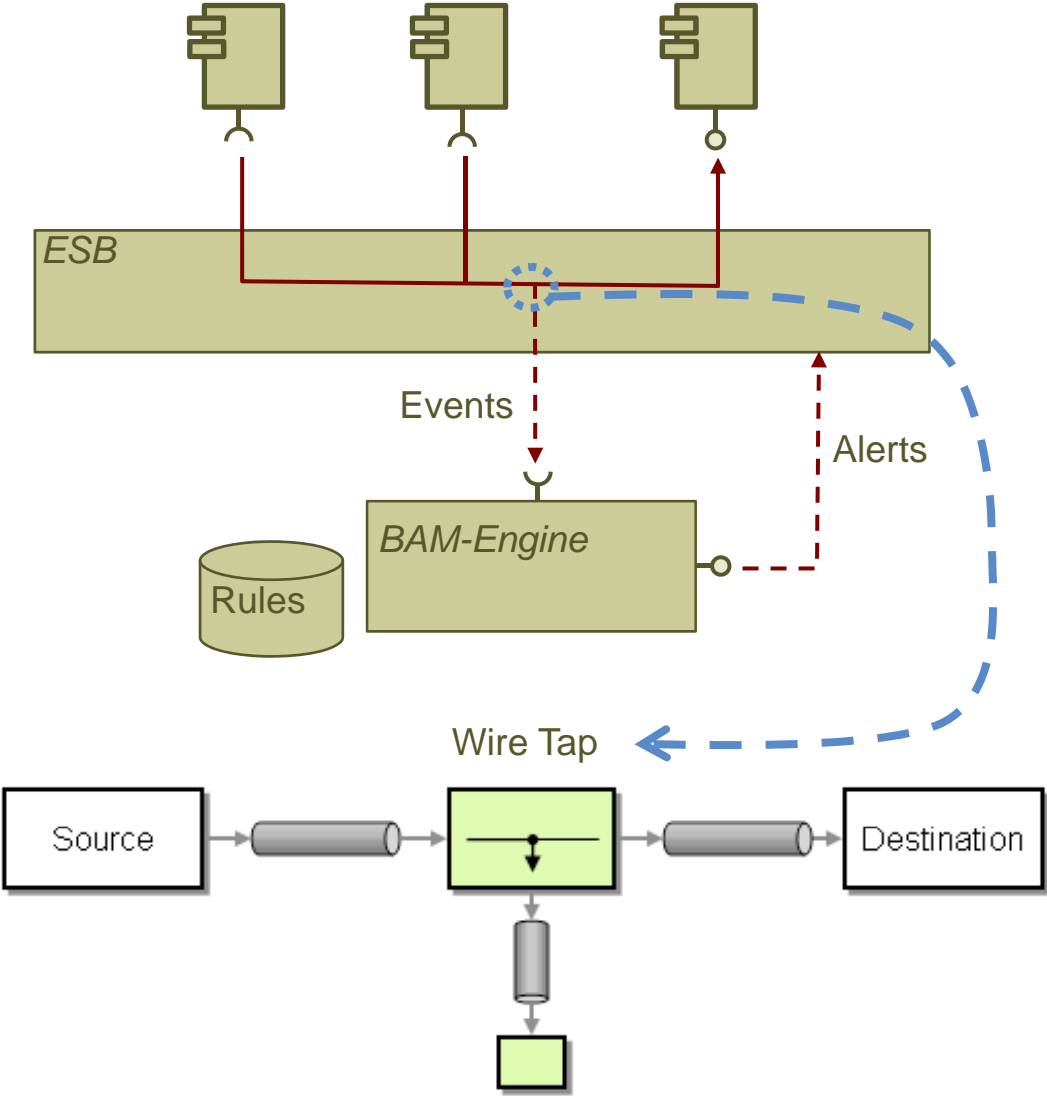 ESB
Events
Alerts
BAM-Engine
Rules
Wire Tap
Source
Destination